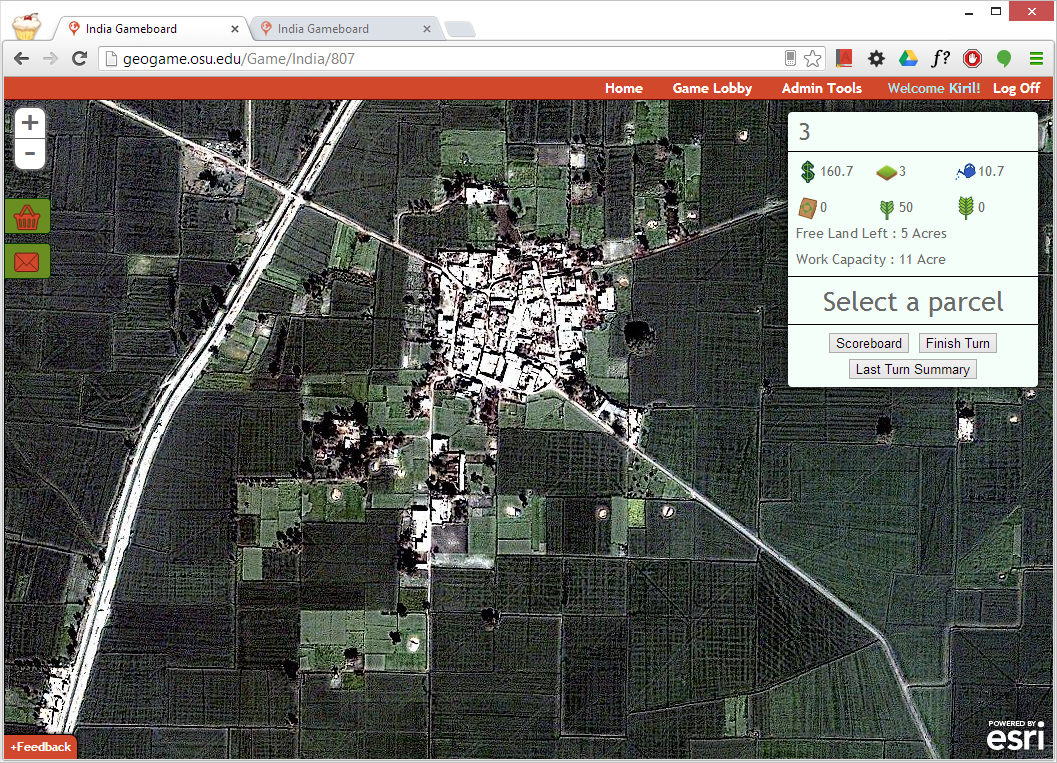 India Gameboard
India Gameboard
geogame.osu.edu/Game/India/807
f?
Home Game Lobby Admin Tools Welcome Kiril! Log Off
+
-
3
160.7 3 10.7
0 50 0
Free Land Left : 5 Acres
Work Capacity : 11 Acre
Select a parcel
Scoreboard Finish Turn
Last Turn Summary
POWERED BY
esri
+Feedback